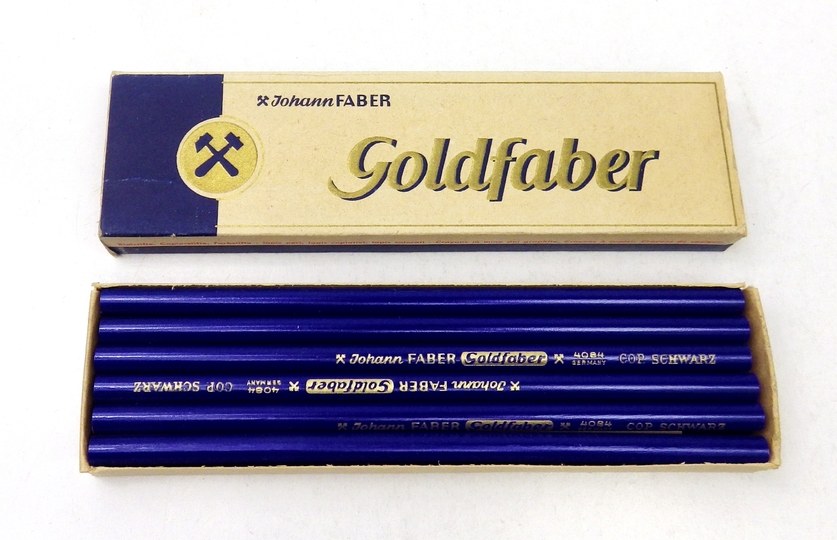 Johann FABER
Goldfaber
Johann FABER Goldfaber 4084 GERMANY COP SCHWARZ
Johann FABER Goldfaber 4084 GERMANY COP SCHWARZ
Johann FABER Goldfaber 4084 COP SCHWARZ